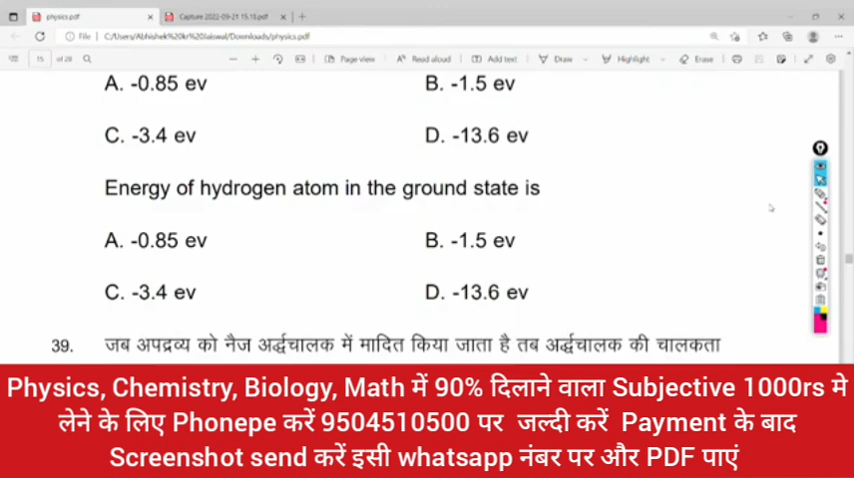 physics.pdf
Capture 2022-09-21 15.18.pdf
File C:/Users/Abhishek%20kr%20Jaiswal/Downloads/physics.pdf
15 of 28 Page view Read aloud Add text Draw Highlight Erase
A. -0.85 ev B. -1.5 ev
C. -3.4 ev D. -13.6 ev
Energy of hydrogen atom in the ground state is
A. -0.85 ev B. -1.5 ev
C. -3.4 ev D. -13.6 ev
39. जब अपद्रव्य को नैज अर्द्धचालक में मादित किया जाता है तब अर्द्धचालक की चालकता
Physics, Chemistry, Biology, Math में 90% दिलाने वाला Subjective 1000rs मे
लेने के लिए Phonepe करें 9504510500 पर जल्दी करें Payment के बाद
Screenshot send करें इसी whatsapp नंबर पर और PDF पाएं